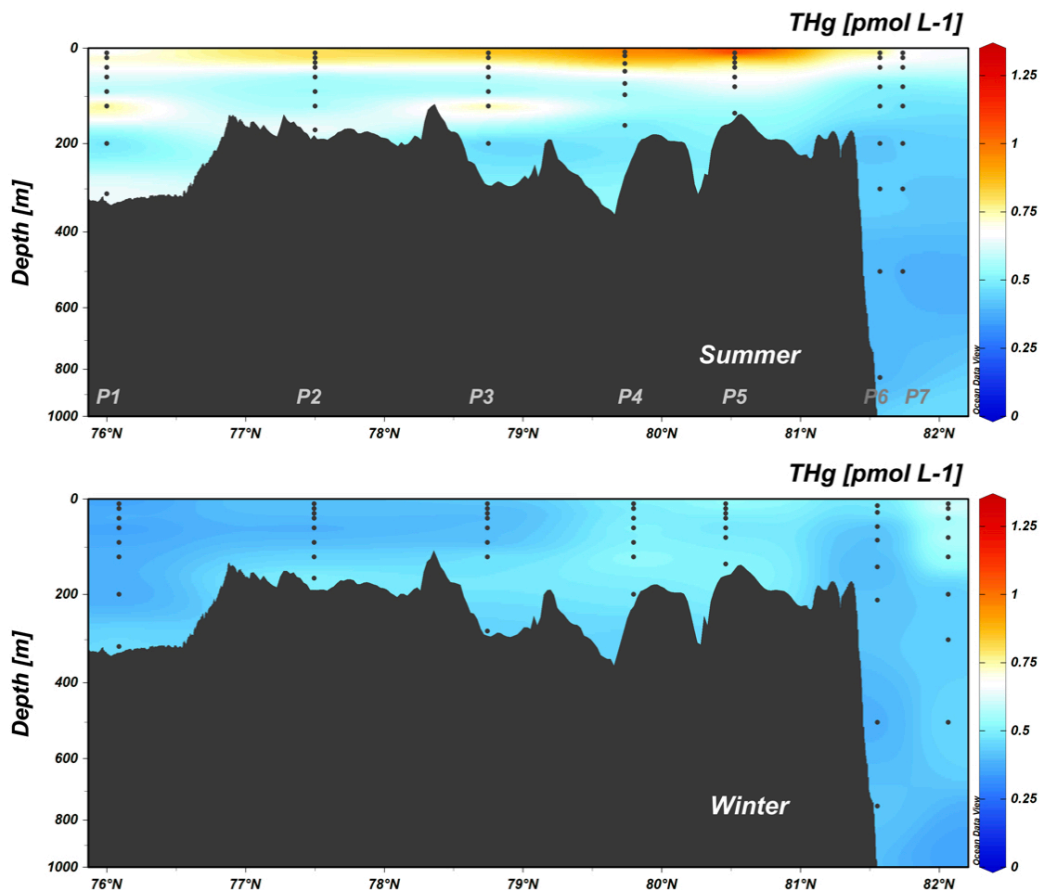 THg [pmol L-1]
0
200
400
600
800
1000
Depth [m]
Summer
P1 P2 P3 P4 P5 P6 P7
76°N 77°N 78°N 79°N 80°N 81°N 82°N
Ocean Data View
1.25
1
0.75
0.5
0.25
0
THg [pmol L-1]
0
200
400
600
800
1000
Depth [m]
Winter
76°N 77°N 78°N 79°N 80°N 81°N 82°N
Ocean Data View
1.25
1
0.75
0.5
0.25
0